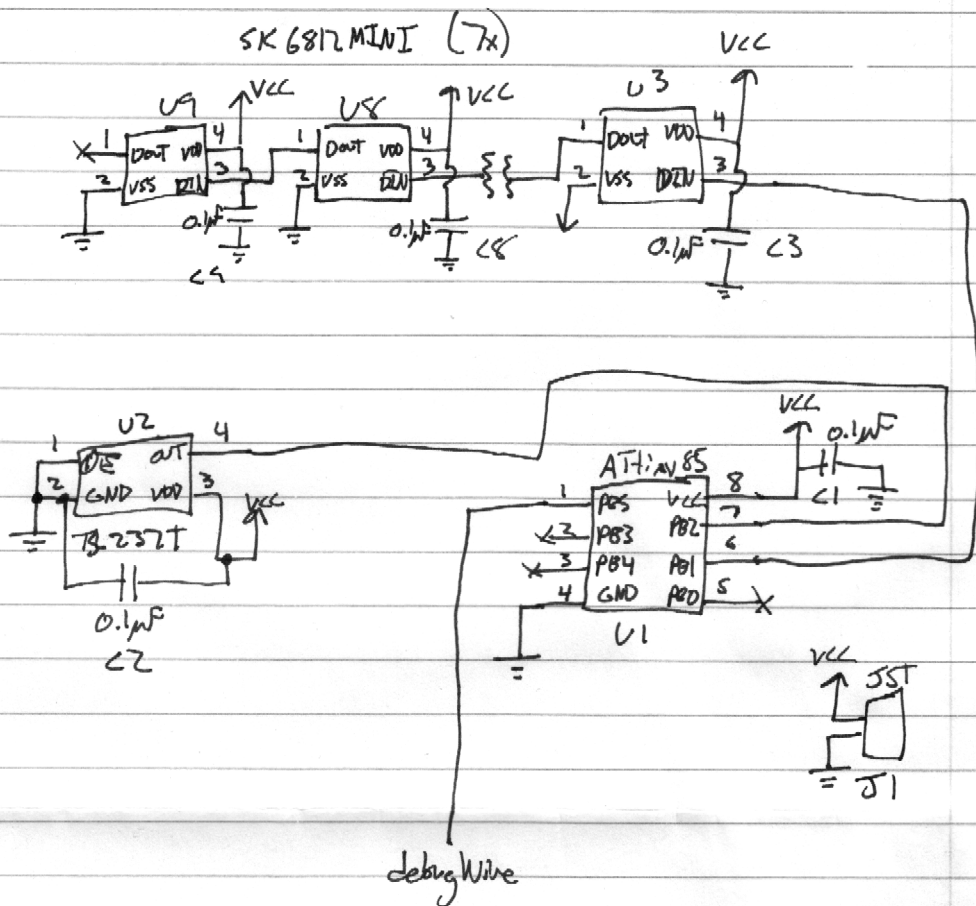 SK6812MINI (7x)
VCC
U9
VCC
U8
VCC
U3
1 DOUT VDD 4
2 VSS DIN 3
1 DOUT VDD 4
2 VSS DIN 3
1 DOUT VDD 4
2 VSS DIN 3
0.1µF
C9
0.1µF
C8
0.1µF
C3
U2
1 OE OUT 4
2 GND VDD 3
VCC
0.1µF
C2
VCC
0.1µF
C1
ATtiny85
1 PB5 VCC 8
2 PB3 PB2 7
3 PB4 PB1 6
4 GND PB0 5
U1
VCC
JST
J1
debugWire